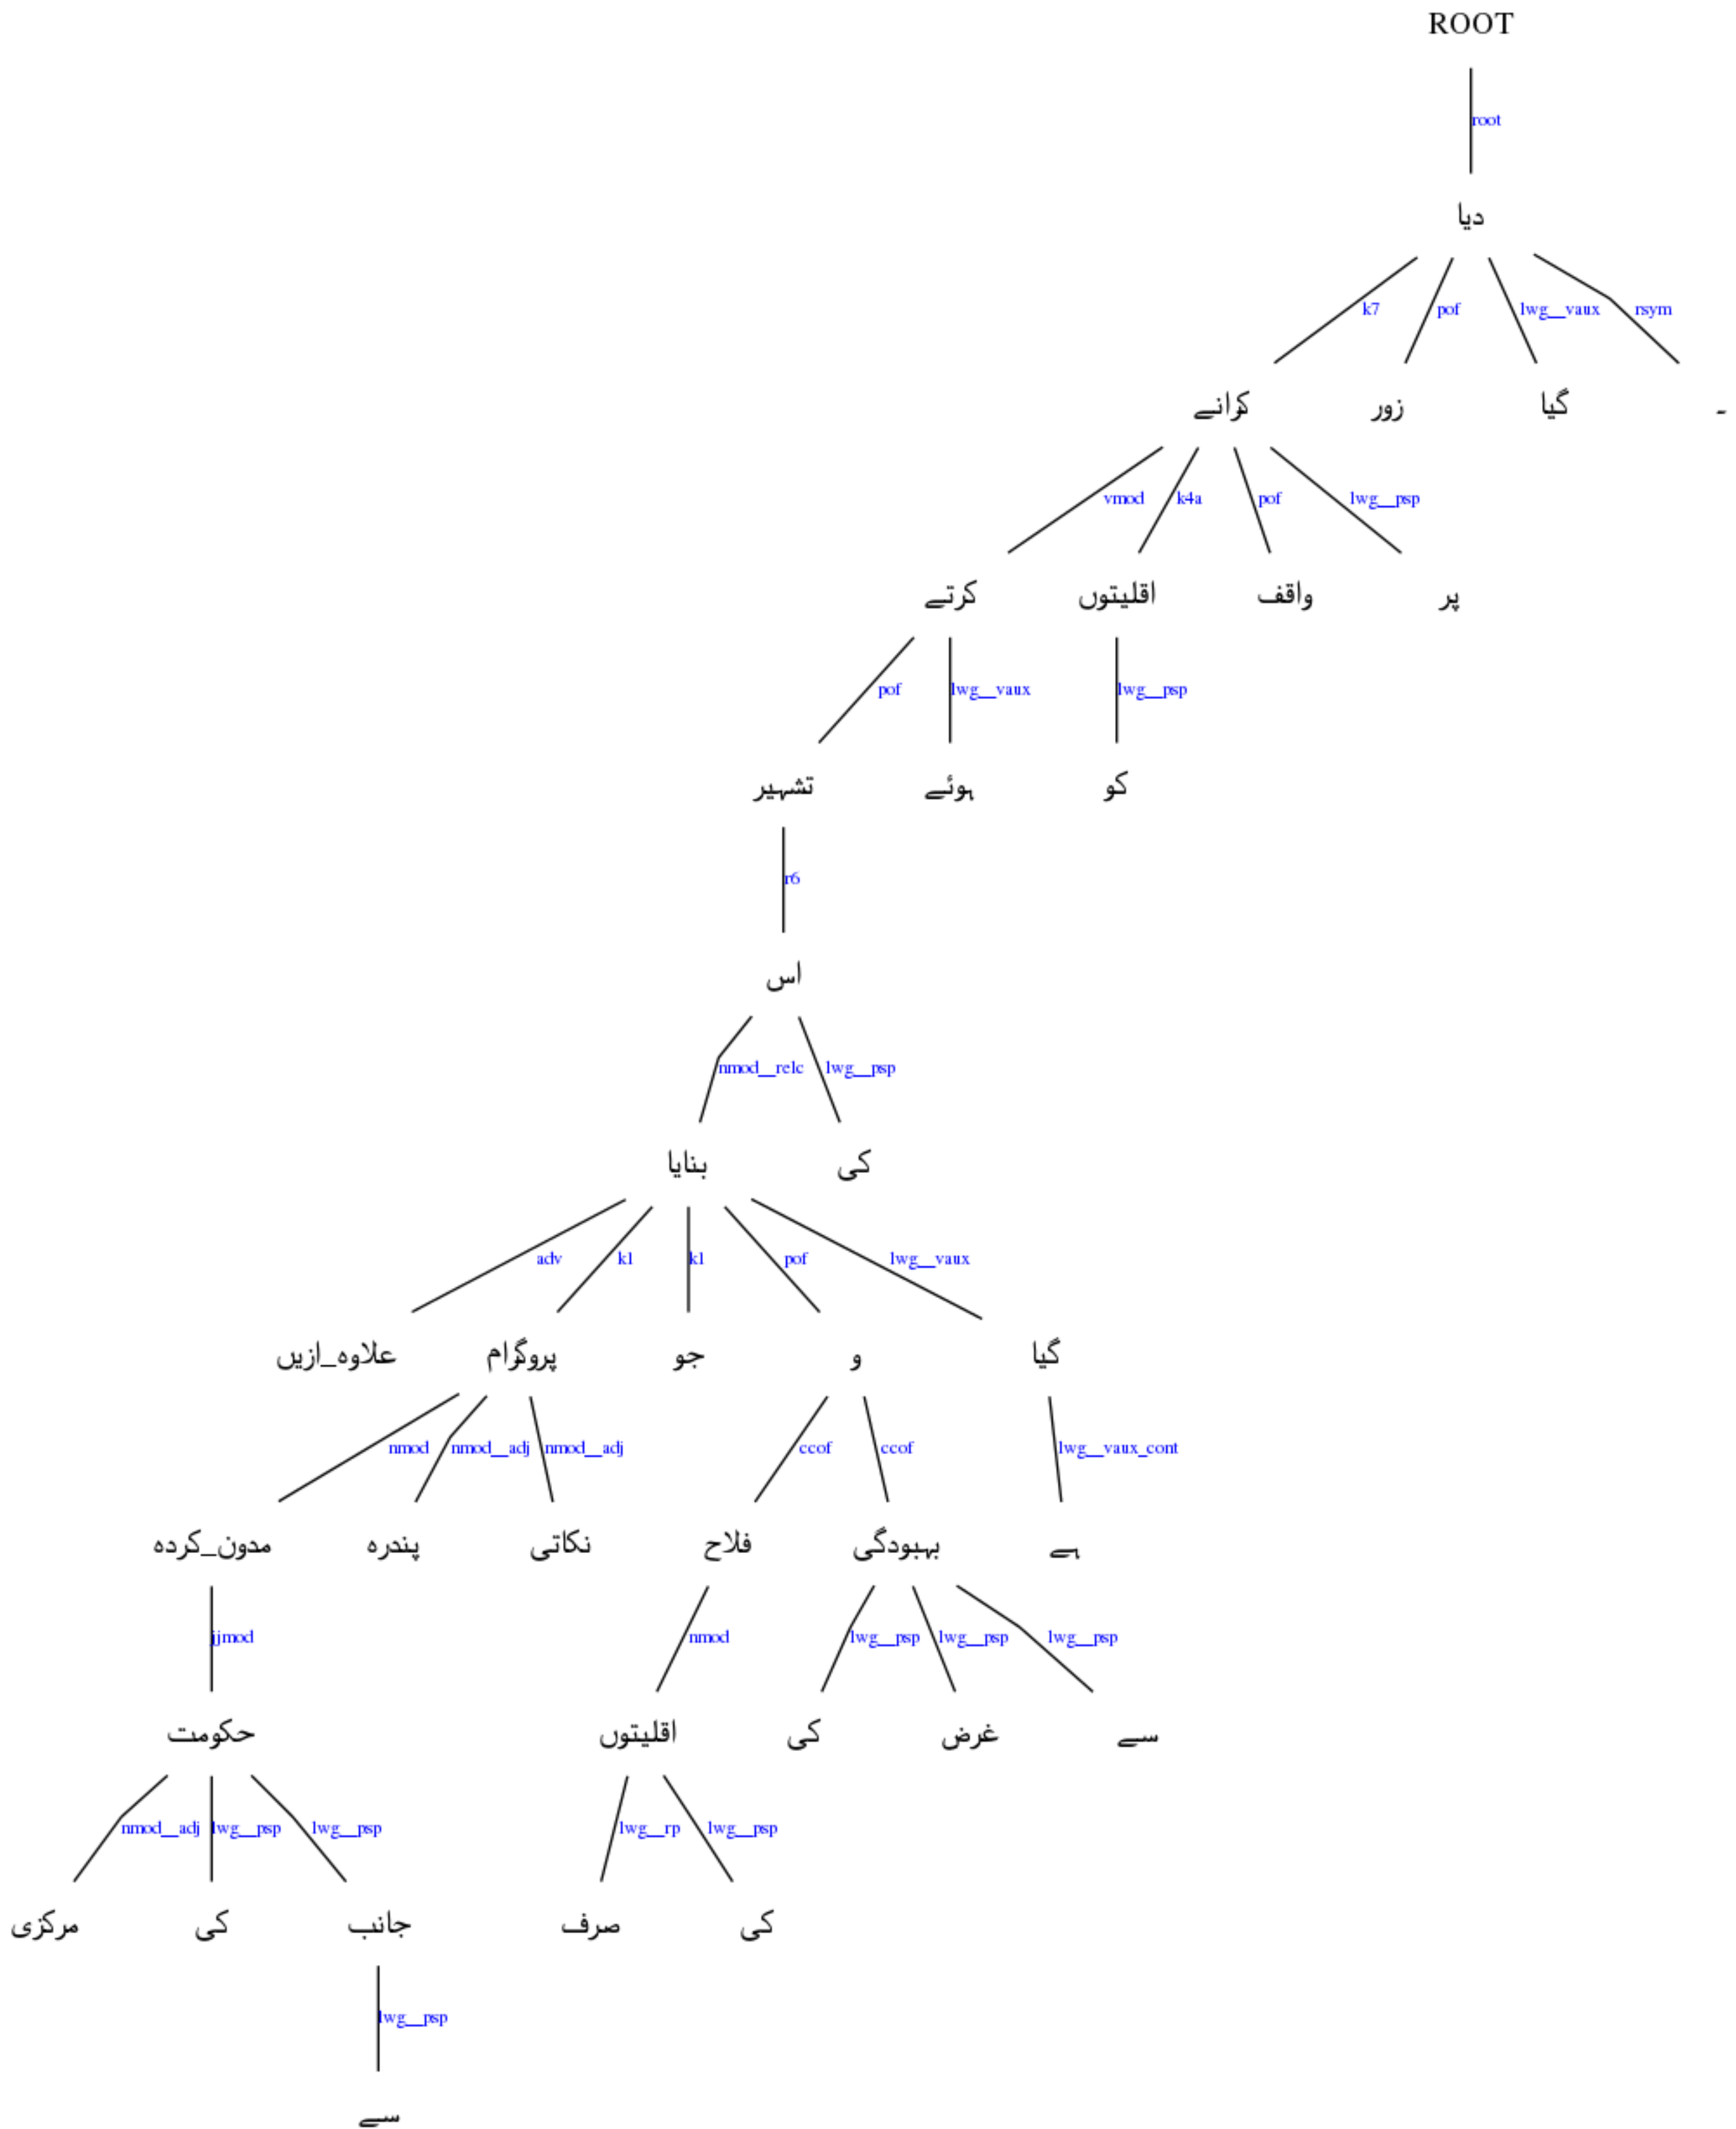 ROOT
root
دیا
k7 pof lwg__vaux rsym
کرانے زور گیا ۔
vmod k4a pof lwg__psp
کرتے اقلیتوں واقف پر
pof lwg__vaux lwg__psp
تشہیر ہوئے کو
r6
اس
nmod__relc lwg__psp
بنایا کی
adv k1 k1 pof lwg__vaux
علاوہ_ازیں پروگرام جو و گیا
nmod nmod__adj nmod__adj ccof ccof lwg__vaux_cont
مدون_کردہ پندرہ نکاتی فلاح بہبودگی ہے
jjmod nmod lwg__psp lwg__psp lwg__psp
حکومت اقلیتوں کی غرض سے
nmod__adj lwg__psp lwg__psp lwg__rp lwg__psp
مرکزی کی جانب صرف کی
lwg__psp
سے